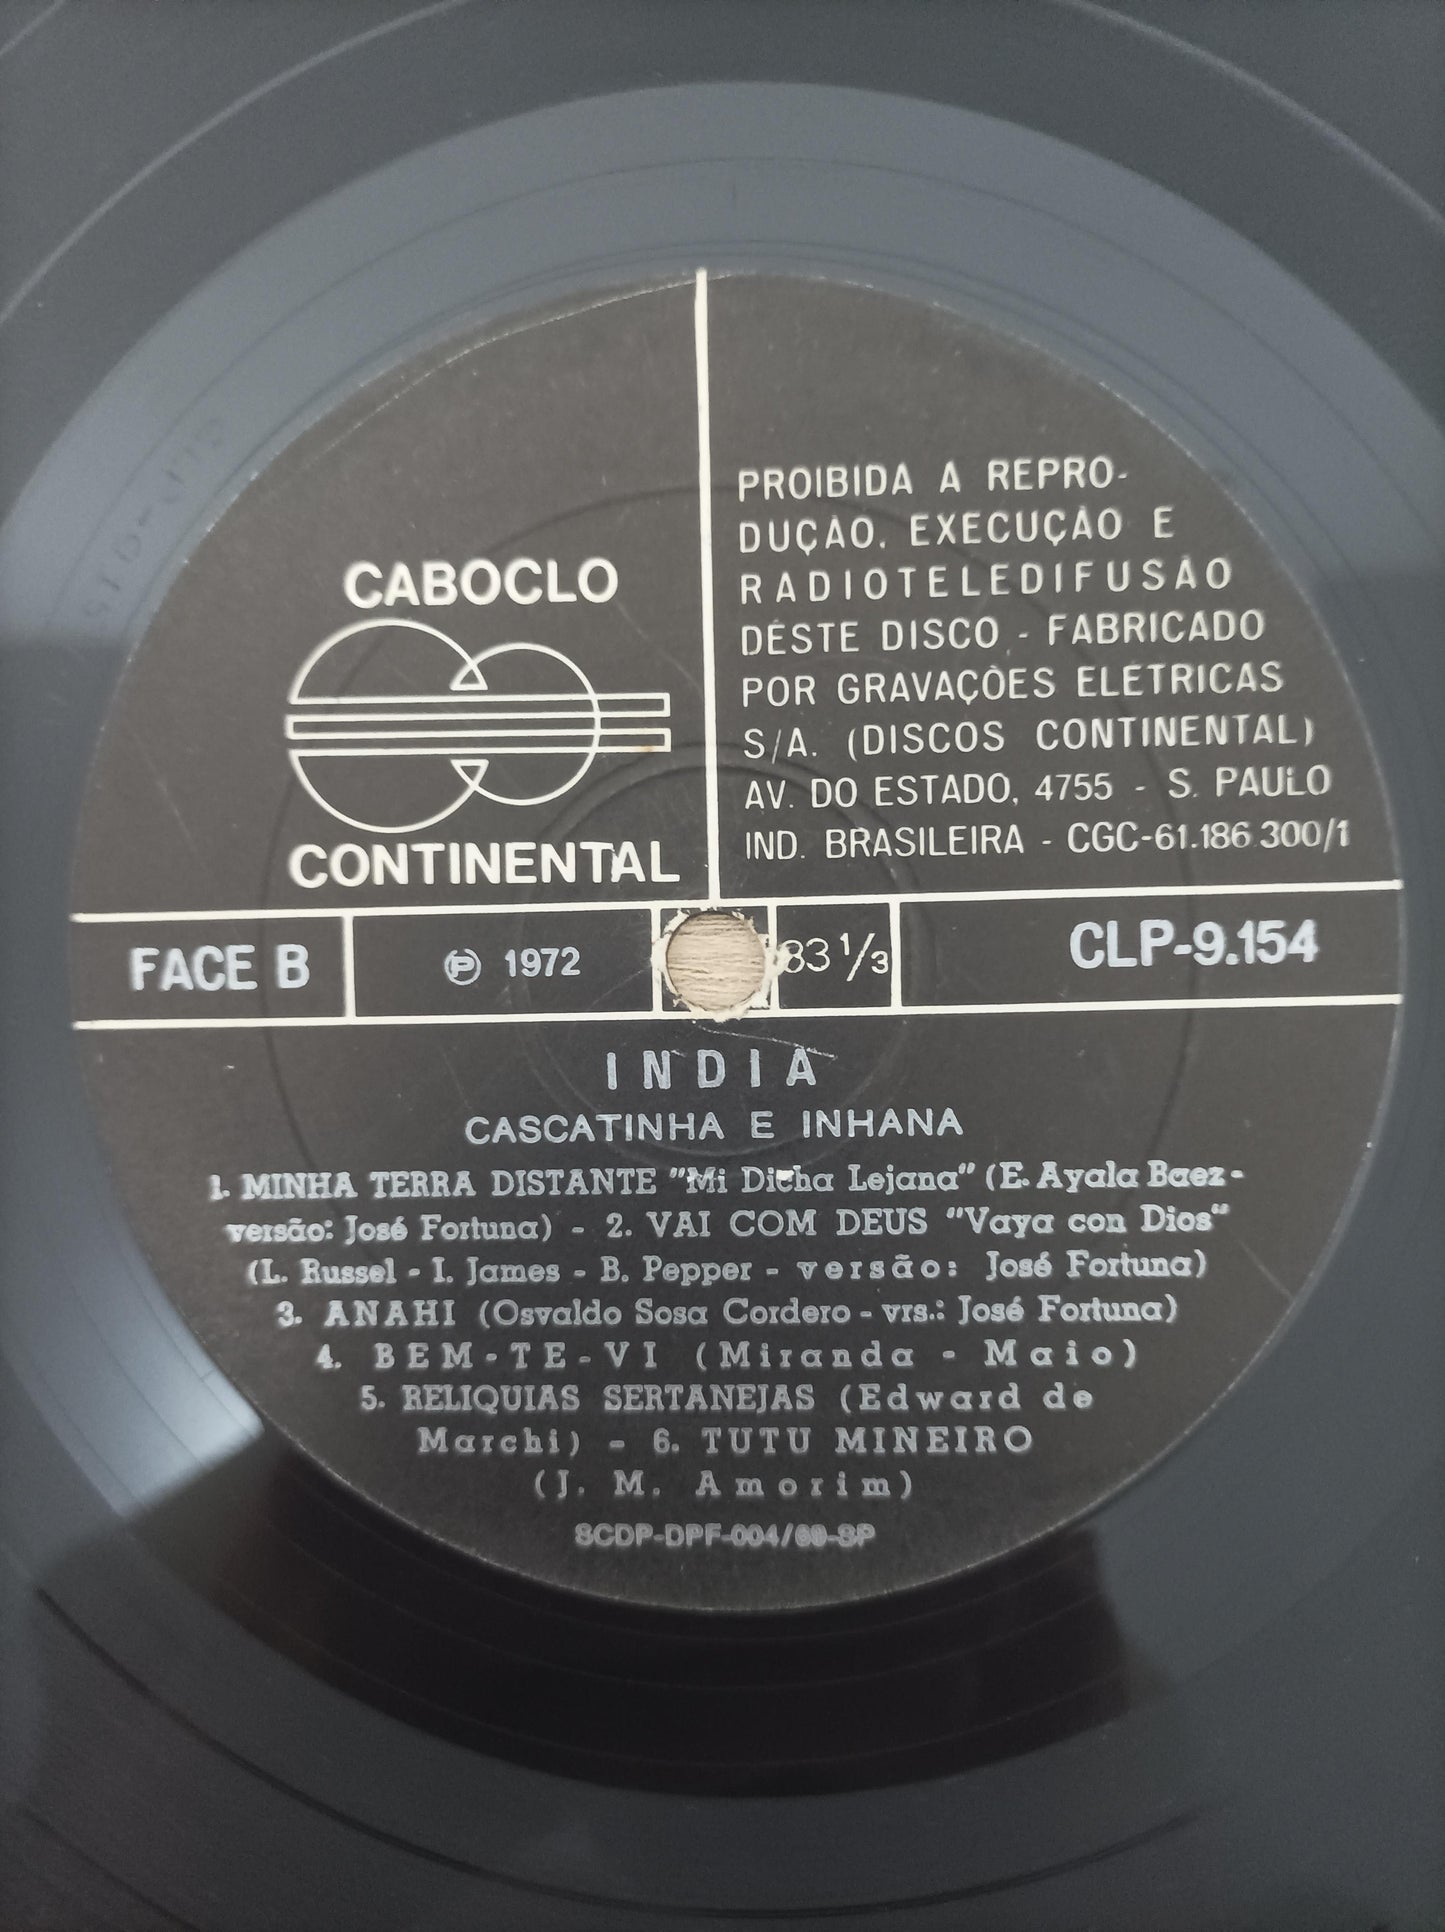 CABOCLO
CONTINENTAL
PROIBIDA A REPRO-
DUÇÃO, EXECUÇÃO E
RADIOTELEDIFUSÃO
DÊSTE DISCO - FABRICADO
POR GRAVAÇÕES ELÉTRICAS
S/A. (DISCOS CONTINENTAL)
AV. DO ESTADO, 4755 - S. PAULO
IND. BRASILEIRA - CGC-61.186.300/1
FACE B
℗ 1972
33 1/3
CLP-9.154
INDIA
CASCATINHA E INHANA
1. MINHA TERRA DISTANTE "Mi Dicha Lejana" (E. Ayala Baez -
versão: José Fortuna) - 2. VAI COM DEUS "Vaya con Dios"
(L. Russel - I. James - B. Pepper - versão: José Fortuna)
3. ANAHI (Osvaldo Sosa Cordero - vrs.: José Fortuna)
4. BEM-TE-VI (Miranda - Maio)
5. RELIQUIAS SERTANEJAS (Edward de
Marchi) - 6. TUTU MINEIRO
(J. M. Amorim)
SCDP-DPF-004/69-SP